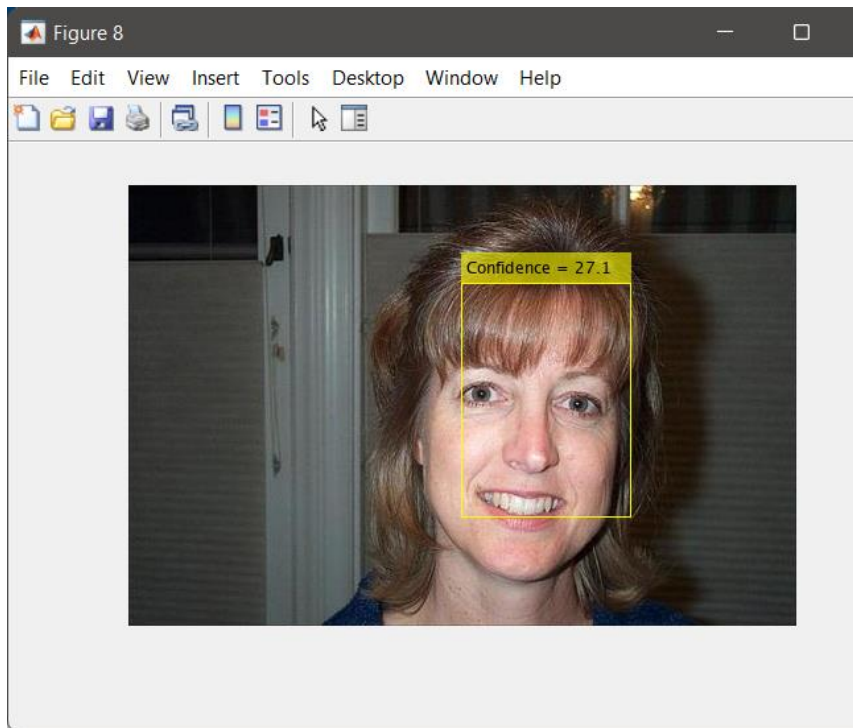 Figure 8
File Edit View Insert Tools Desktop Window Help
Confidence = 27.1